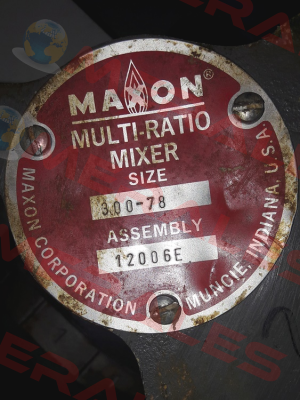 MAXON®
MULTI-RATIO
MIXER
SIZE
300-78
ASSEMBLY
12006E
MAXON CORPORATION
MUNCIE, INDIANA, U.S.A.